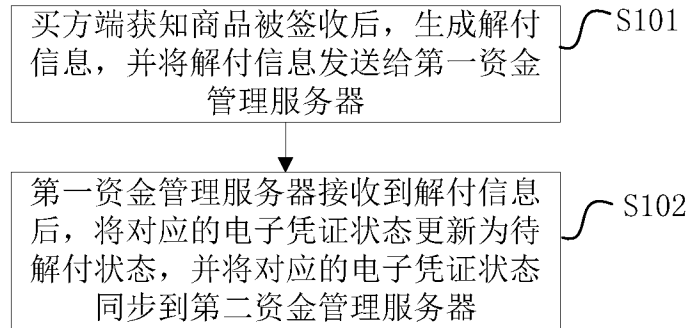 买方端获知商品被签收后，生成解付
信息，并将解付信息发送给第一资金
管理服务器
S101
第一资金管理服务器接收到解付信息
后，将对应的电子凭证状态更新为待
解付状态，并将对应的电子凭证状态
同步到第二资金管理服务器
S102